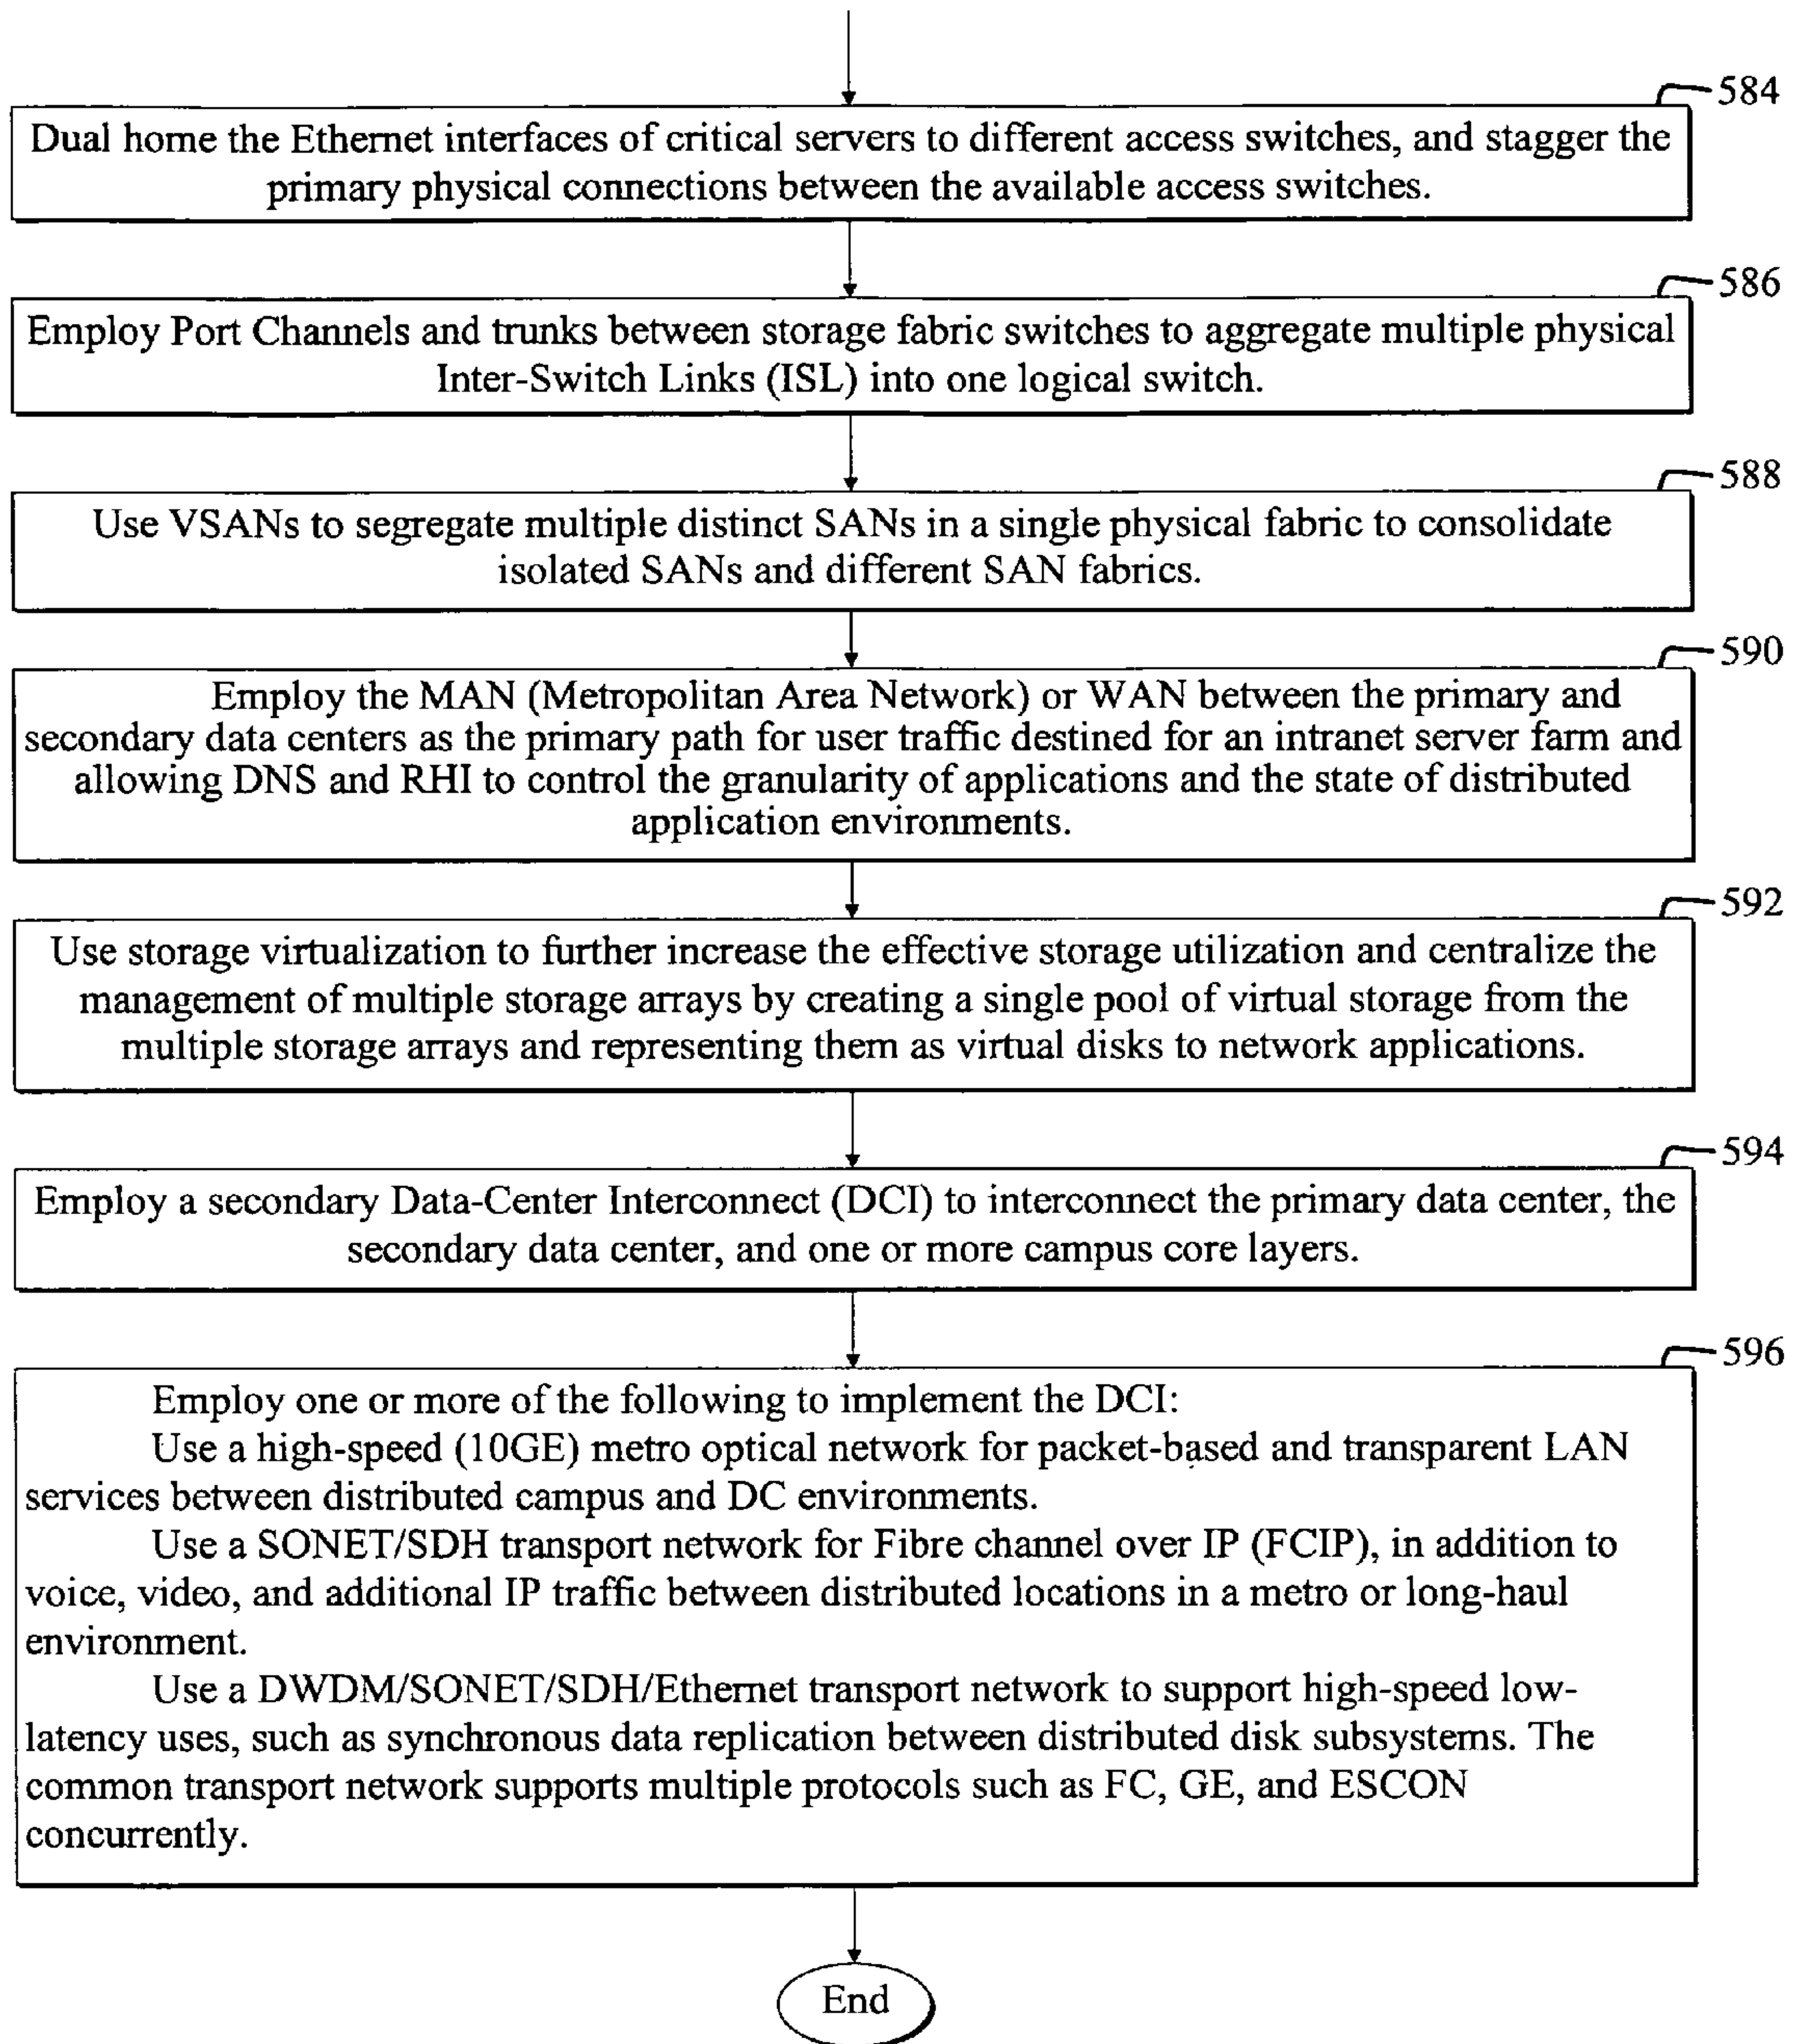 584
Dual home the Ethernet interfaces of critical servers to different access switches, and stagger the
primary physical connections between the available access switches.
586
Employ Port Channels and trunks between storage fabric switches to aggregate multiple physical
Inter-Switch Links (ISL) into one logical switch.
588
Use VSANs to segregate multiple distinct SANs in a single physical fabric to consolidate
isolated SANs and different SAN fabrics.
590
Employ the MAN (Metropolitan Area Network) or WAN between the primary and
secondary data centers as the primary path for user traffic destined for an intranet server farm and
allowing DNS and RHI to control the granularity of applications and the state of distributed
application environments.
592
Use storage virtualization to further increase the effective storage utilization and centralize the
management of multiple storage arrays by creating a single pool of virtual storage from the
multiple storage arrays and representing them as virtual disks to network applications.
594
Employ a secondary Data-Center Interconnect (DCI) to interconnect the primary data center, the
secondary data center, and one or more campus core layers.
596
Employ one or more of the following to implement the DCI:
Use a high-speed (10GE) metro optical network for packet-based and transparent LAN
services between distributed campus and DC environments.
Use a SONET/SDH transport network for Fibre channel over IP (FCIP), in addition to
voice, video, and additional IP traffic between distributed locations in a metro or long-haul
environment.
Use a DWDM/SONET/SDH/Ethernet transport network to support high-speed low-
latency uses, such as synchronous data replication between distributed disk subsystems. The
common transport network supports multiple protocols such as FC, GE, and ESCON
concurrently.
End